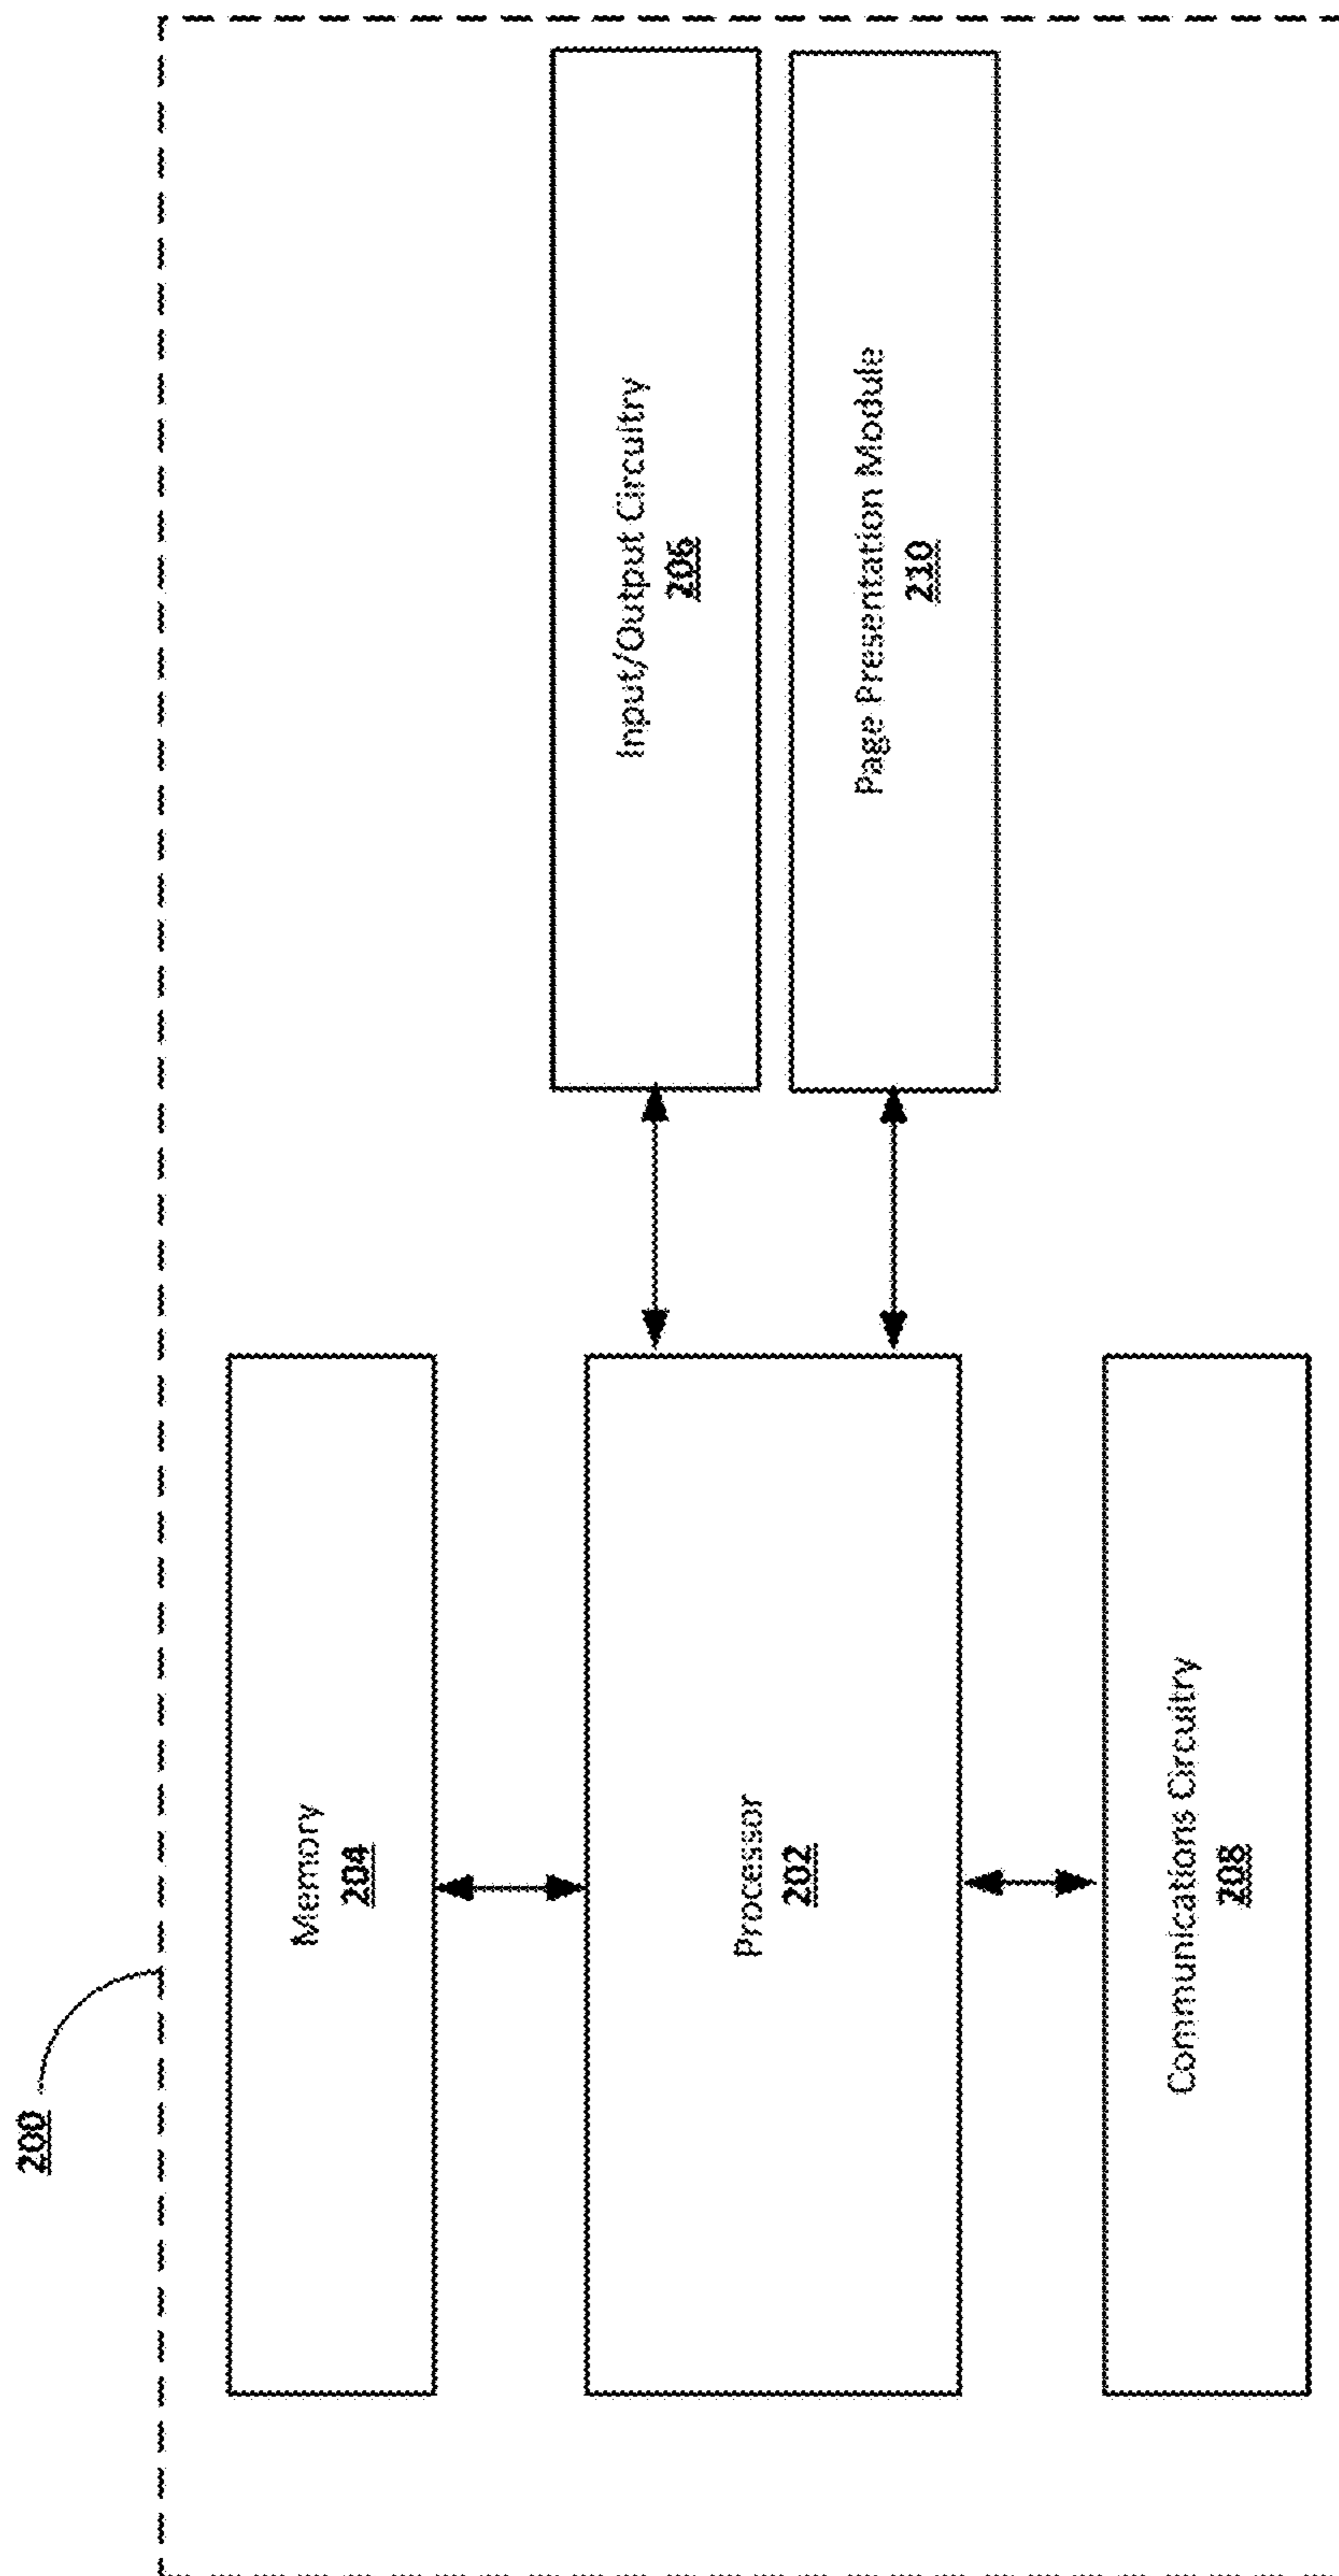 200
Memory
204
Processor
202
Input/Output Circuitry
206
Page Presentation Module
210
Communications Circuitry
208